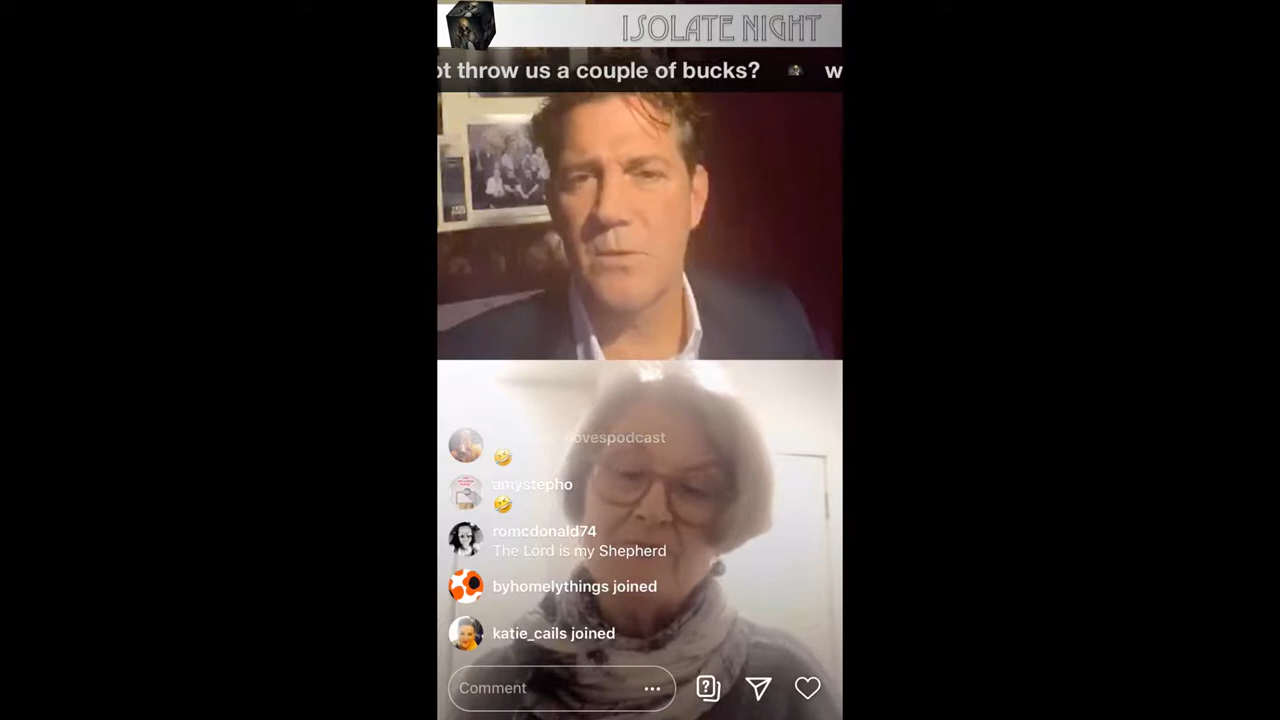 ISOLATE NIGHT
ot throw us a couple of bucks? w
ovespodcast
amystepho
romcdonald74
The Lord is my Shepherd
byhomelythings joined
katie_cails joined
Comment